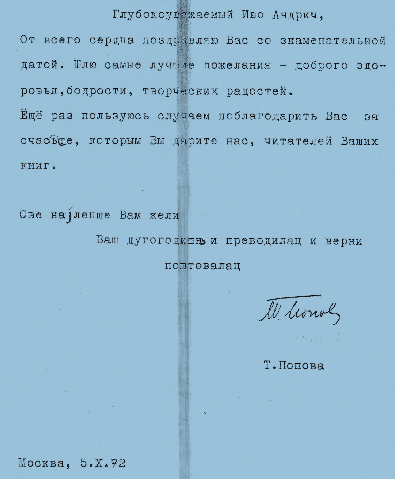 Глубокоуважаемый Иво Андрич,
От всего сердца поздравляю Вас со знаменательной
датой. Шлю самые лучшие пожелания - доброго здо-
ровья,бодрости, творческих радостей.
Ещё раз пользуюсь случаем поблагодарить Вас за
счастье, которым Вы дарите нас, читателей Ваших
книг.
Све најлепше Вам жели
Ваш дугогодишњи преводилац и верни
поштовалац
Т. Попова
Т.Попова
Москва, 5.X.72